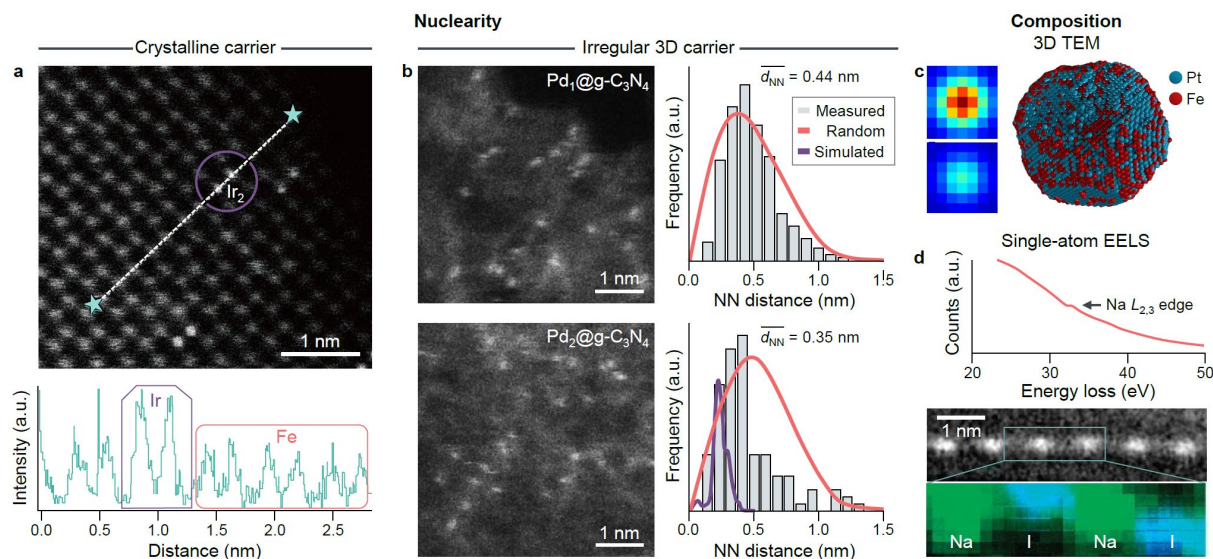 Nuclearity
Composition
Crystalline carrier
Irregular 3D carrier
3D TEM
a
Ir2
1 nm
Intensity (a.u.)
Ir
Fe
0.0 0.5 1.0 1.5 2.0 2.5
Distance (nm)
b
Pd1@g-C3N4
1 nm
Frequency (a.u.)
dNN = 0.44 nm
Measured
Random
Simulated
0.0 0.5 1.0 1.5
NN distance (nm)
Pd2@g-C3N4
1 nm
Frequency (a.u.)
dNN = 0.35 nm
0.0 0.5 1.0 1.5
NN distance (nm)
c
Pt
Fe
Single-atom EELS
d
Counts (a.u.)
Na L2,3 edge
20 30 40 50
Energy loss (eV)
1 nm
Na I Na I